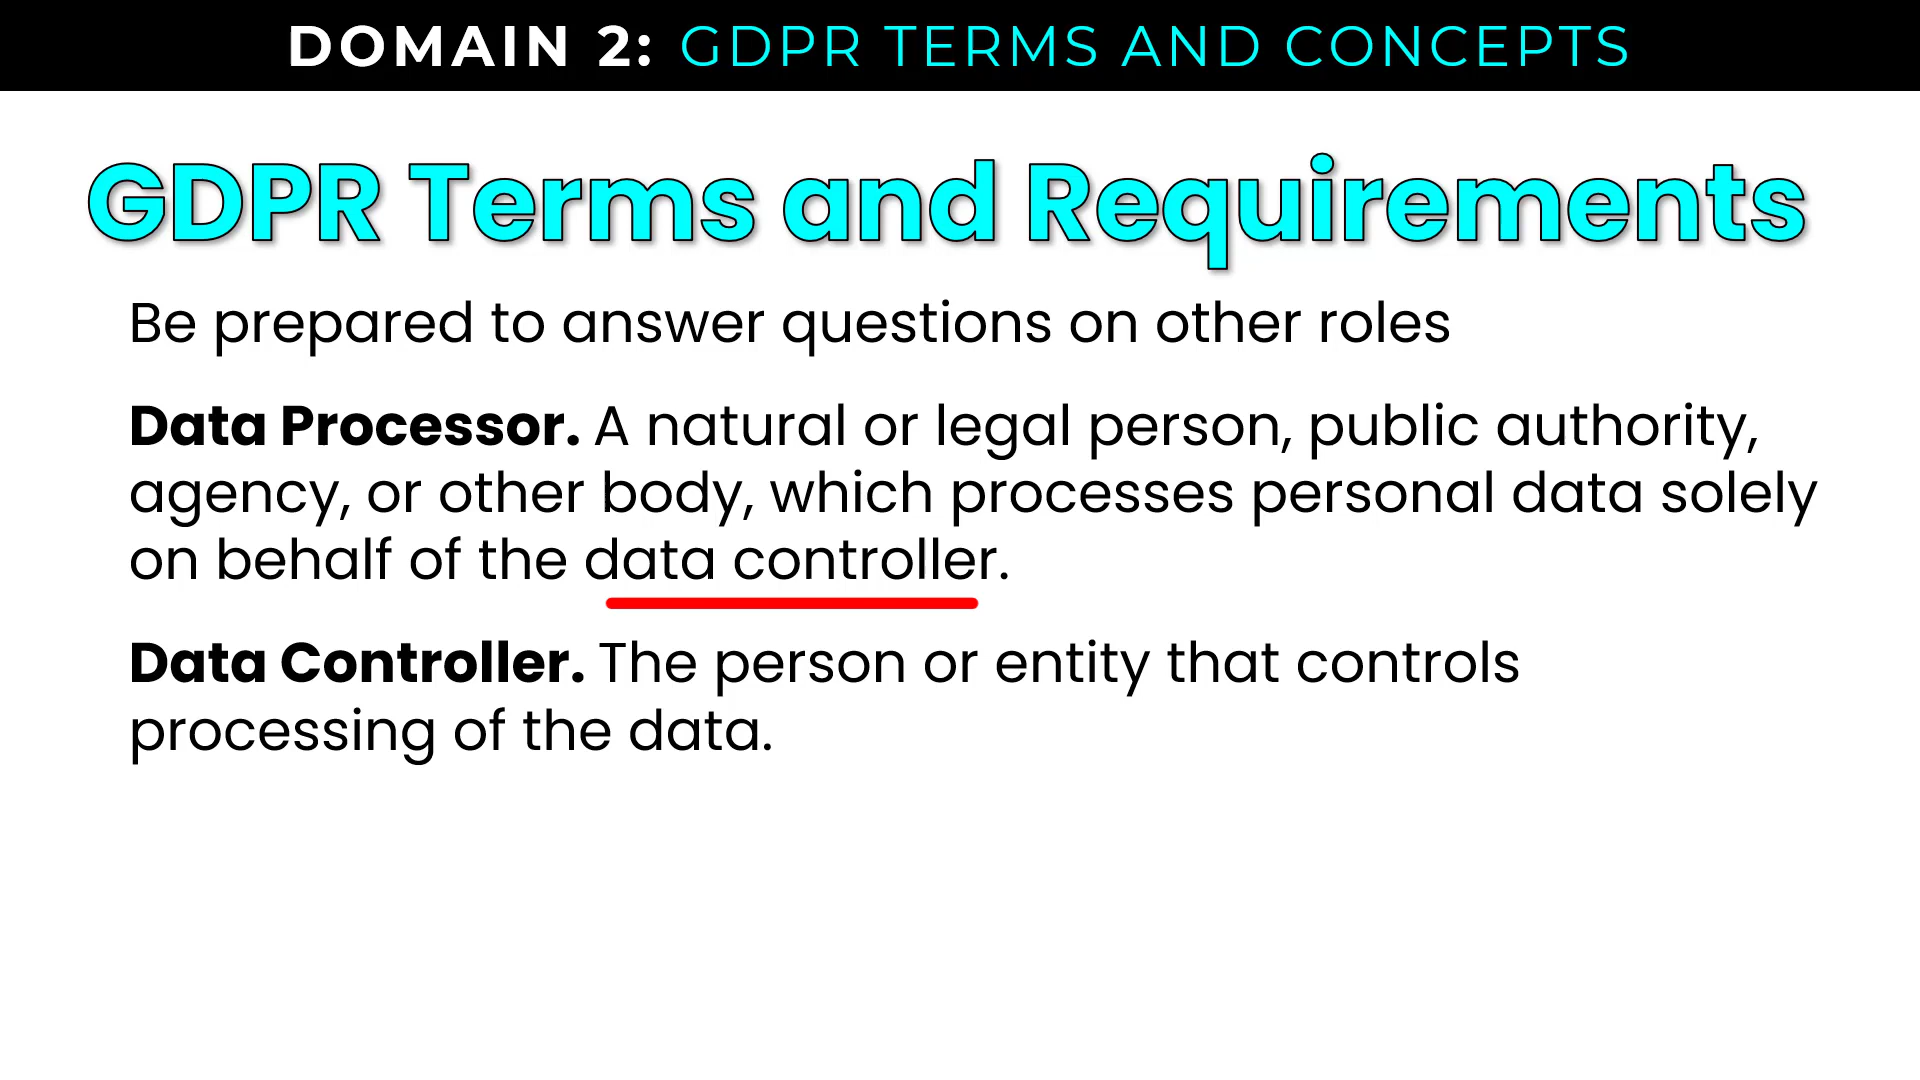 DOMAIN 2: GDPR TERMS AND CONCEPTS
GDPR Terms and Requirements
Be prepared to answer questions on other roles
Data Processor. A natural or legal person, public authority,
agency, or other body, which processes personal data solely
on behalf of the data controller.
Data Controller. The person or entity that controls
processing of the data.